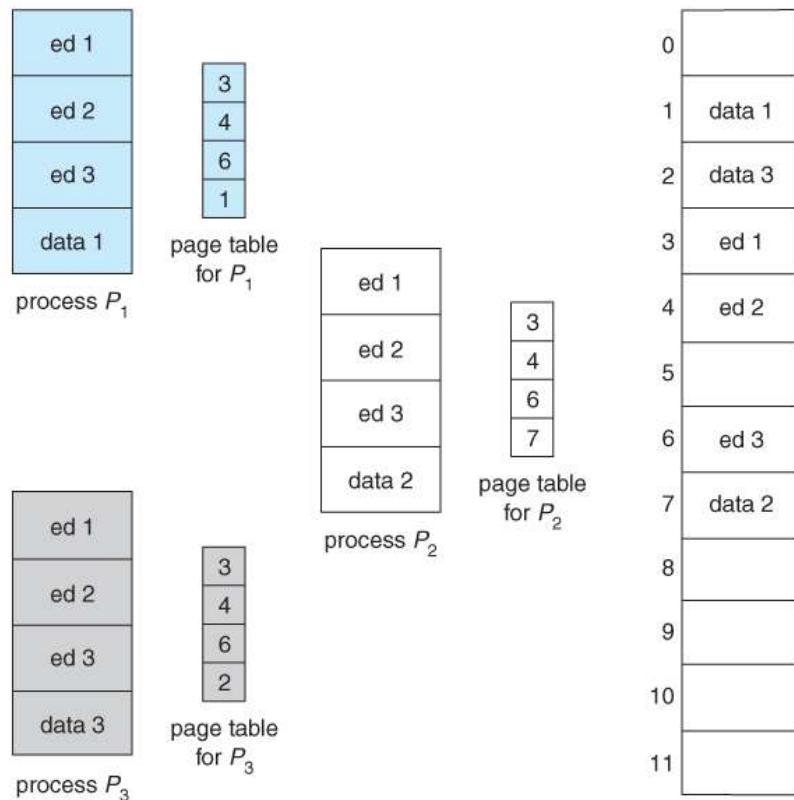 ed 1
ed 2
ed 3
data 1
process P1
3
4
6
1
page table
for P1
ed 1
ed 2
ed 3
data 2
process P2
3
4
6
7
page table
for P2
ed 1
ed 2
ed 3
data 3
process P3
3
4
6
2
page table
for P3
0
1 data 1
2 data 3
3 ed 1
4 ed 2
5
6 ed 3
7 data 2
8
9
10
11